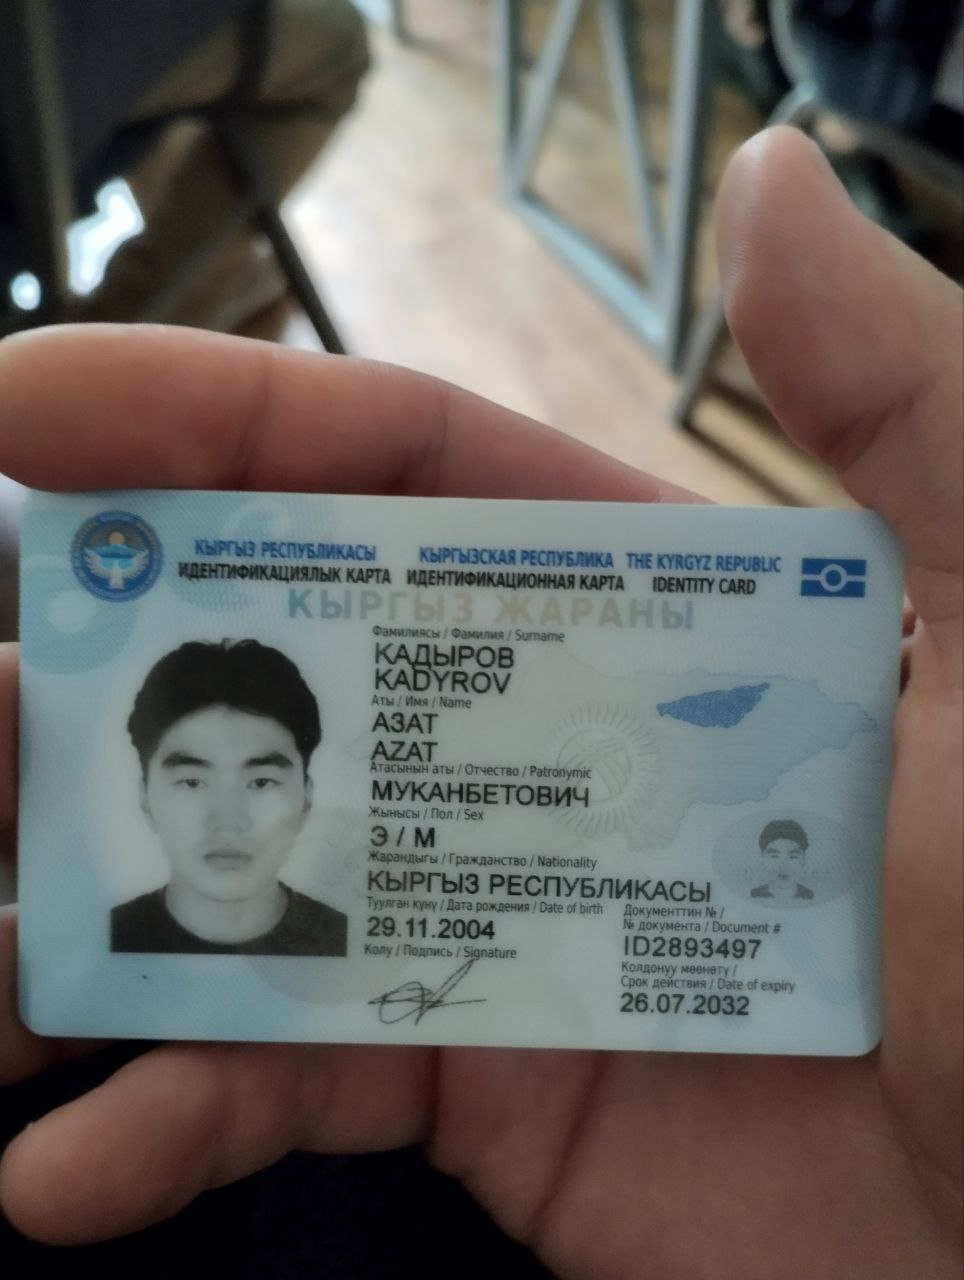 КЫРГЫЗ РЕСПУБЛИКАСЫ КЫРГЫЗСКАЯ РЕСПУБЛИКА THE KYRGYZ REPUBLIC
ИДЕНТИФИКАЦИЯЛЫК КАРТА ИДЕНТИФИКАЦИОННАЯ КАРТА IDENTITY CARD
КЫРГЫЗ ЖАРАНЫ
Фамилиясы / Фамилия / Surname
КАДЫРОВ
KADYROV
Аты / Имя / Name
АЗАТ
AZAT
Атасынын аты / Отчество / Patronymic
МУКАНБЕТОВИЧ
Жынысы / Пол / Sex
Э / М
Жарандыгы / Гражданство / Nationality
КЫРГЫЗ РЕСПУБЛИКАСЫ
Туулган күнү / Дата рождения / Date of birth
29.11.2004
Документтин № /
№ документа / Document #
ID2893497
Колу / Подпись / Signature
Колдонуу мөөнөтү /
Срок действия / Date of expiry
26.07.2032